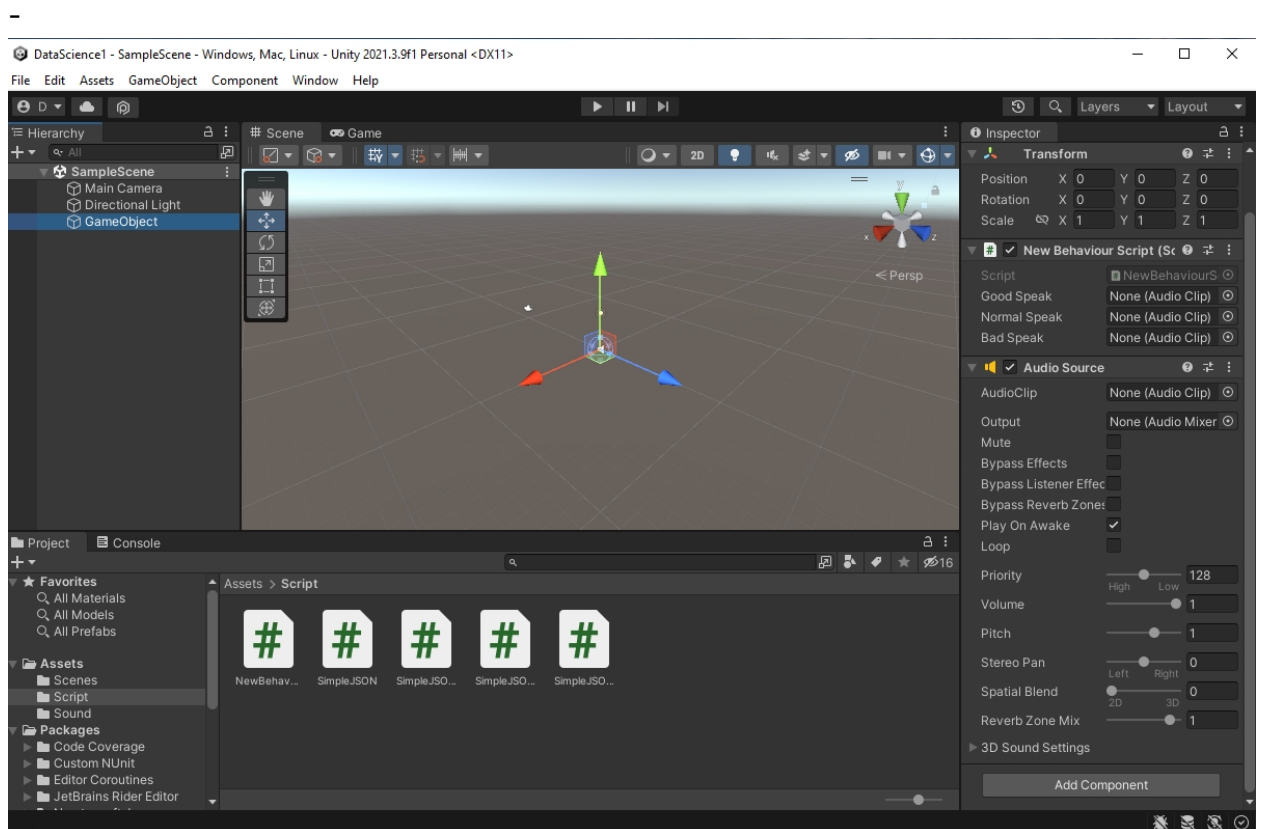 -
DataScience1 - SampleScene - Windows, Mac, Linux - Unity 2021.3.9f1 Personal <DX11>
File Edit Assets GameObject Component Window Help
D
Layers
Layout
Hierarchy
All
SampleScene
Main Camera
Directional Light
GameObject
Scene
Game
2D
y
x
z
Persp
Inspector
Transform
Position X 0 Y 0 Z 0
Rotation X 0 Y 0 Z 0
Scale X 1 Y 1 Z 1
# New Behaviour Script (Sc
Script NewBehaviourS
Good Speak None (Audio Clip)
Normal Speak None (Audio Clip)
Bad Speak None (Audio Clip)
Audio Source
AudioClip None (Audio Clip)
Output None (Audio Mixer
Mute
Bypass Effects
Bypass Listener Effec
Bypass Reverb Zones
Play On Awake
Loop
Priority 128
High Low
Volume 1
Pitch 1
Stereo Pan 0
Left Right
Spatial Blend 0
2D 3D
Reverb Zone Mix 1
3D Sound Settings
Add Component
Project
Console
16
Favorites
All Materials
All Models
All Prefabs
Assets
Scenes
Script
Sound
Packages
Code Coverage
Custom NUnit
Editor Coroutines
JetBrains Rider Editor
Assets > Script
# # # # #
NewBehav... SimpleJSON SimpleJSO... SimpleJSO... SimpleJSO...